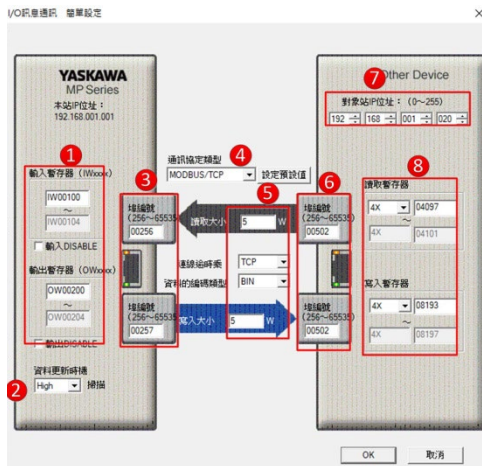 I/O訊息通訊 簡單設定
YASKAWA
MP Series
本站IP位址：
192.168.001.001
1
輸入暫存器 (IWxxxx)
IW00100
～
IW00104
輸入DISABLE
輸出暫存器 (OWxxxx)
OW00200
～
OW00204
輸出DISABLE
2
資料更新時機
High 掃描
3
埠編號
(256～65535)
00256
埠編號
(256～65535)
00257
通訊協定類型
4
MODBUS/TCP 設定預設值
5
讀取大小 5 W
TCP
資料的編碼類型 BIN
寫入大小 5 W
6
埠編號
(256～65535)
00502
埠編號
(256～65535)
00502
7
Other Device
對象站IP位址： (0～255)
192 168 001 020
8
讀取暫存器
4X 04097
～
4X 04101
寫入暫存器
4X 08193
～
4X 08197
OK 取消